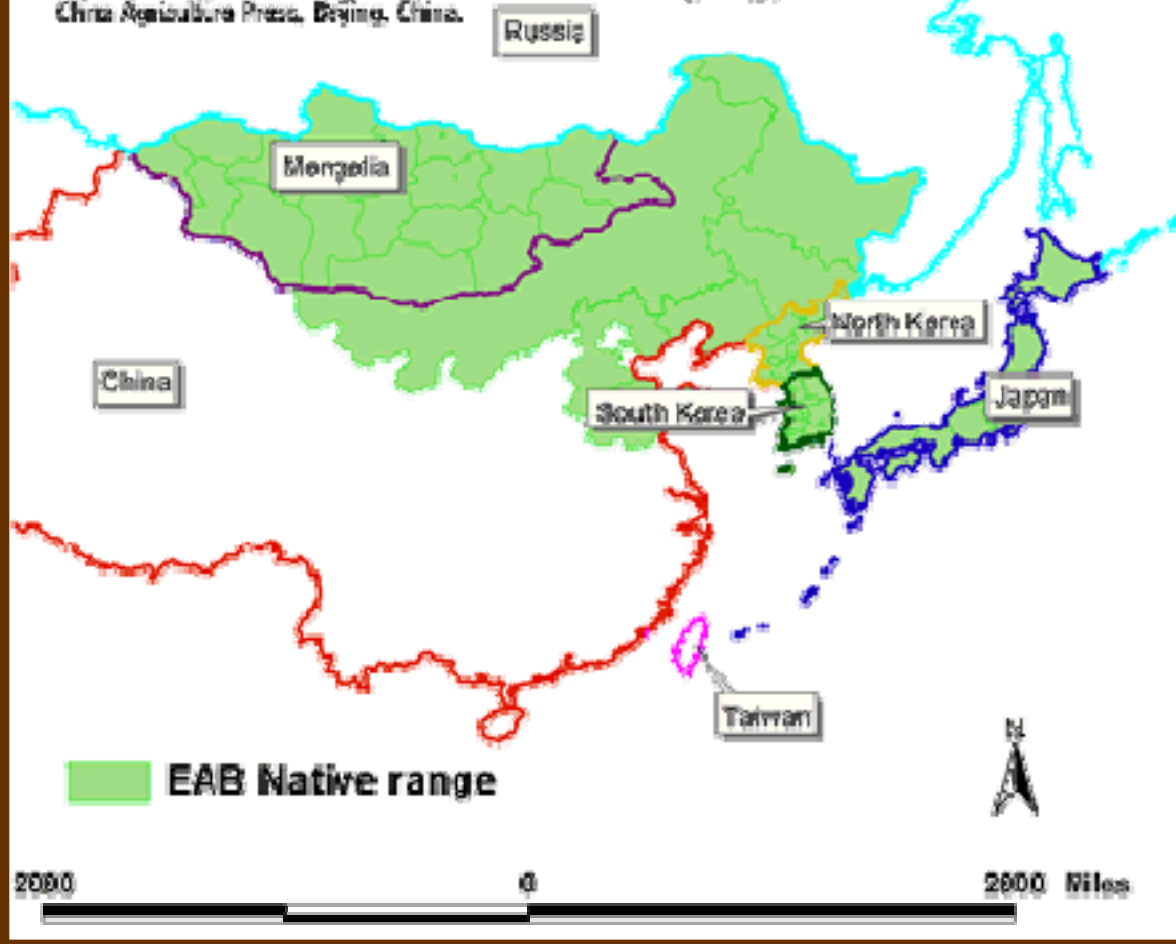 China Agriculture Press, Beijing, China.
Russia
Mongolia
North Korea
China
Japan
South Korea
Taiwan
N
EAB Native range
2000 0 2000 Miles